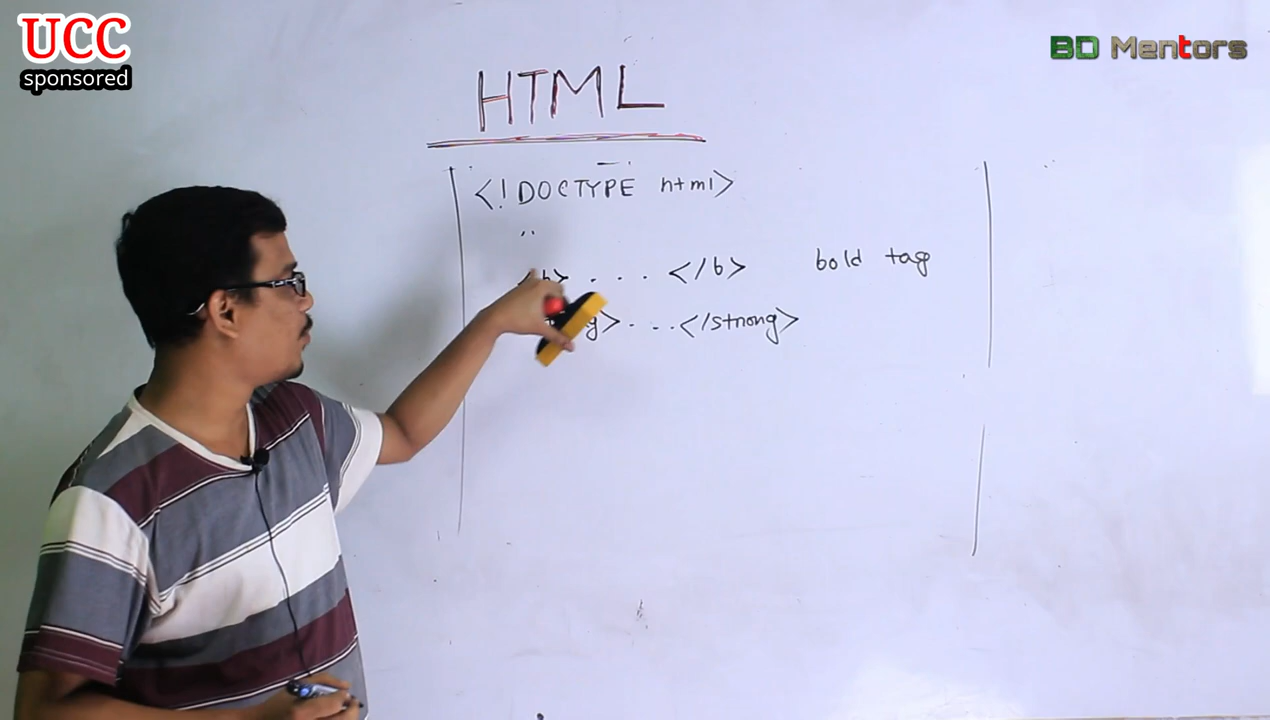 UCC
sponsored
BD Mentors
HTML
<!DOCTYPE html>
"
<b> . . . </b> bold tag
. . . </strong>